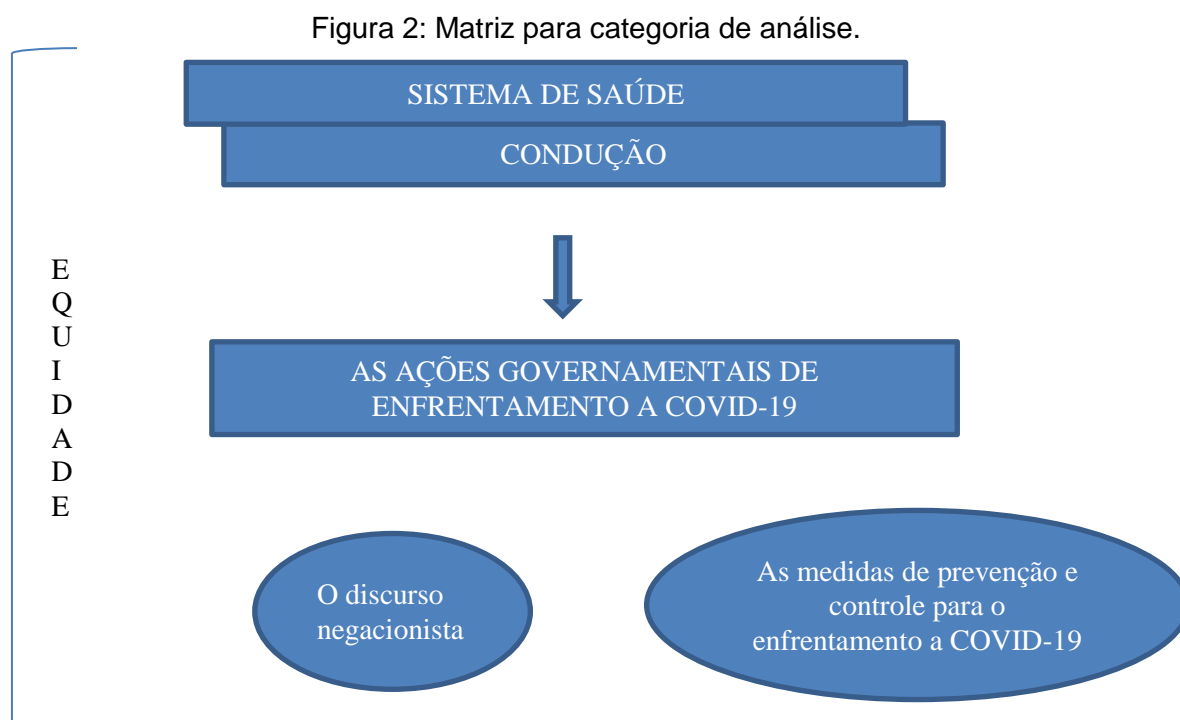 Figura 2: Matriz para categoria de análise.
SISTEMA DE SAÚDE
CONDUÇÃO
E
Q
U
I
D
A
D
E
AS AÇÕES GOVERNAMENTAIS DE
ENFRENTAMENTO A COVID-19
O discurso
negacionista
As medidas de prevenção e
controle para o
enfrentamento a COVID-19